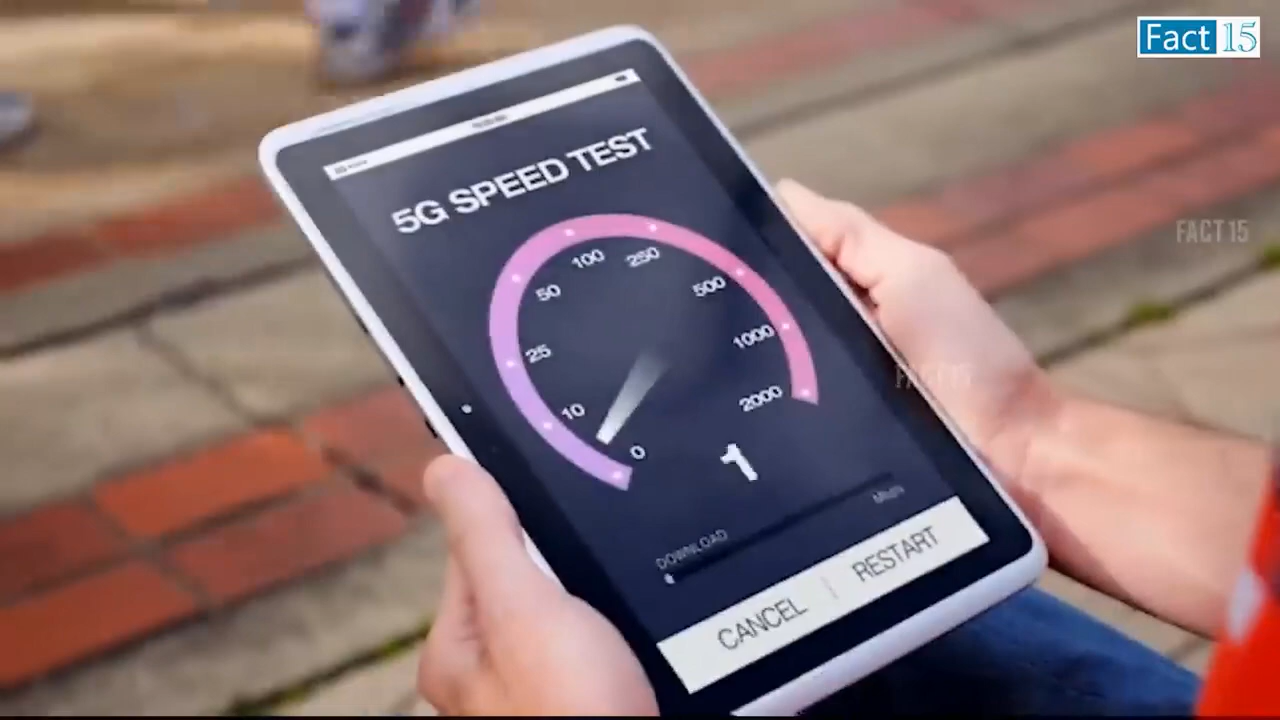 Fact 15
5G SPEED TEST
FACT 15
100
250
50
500
25
1000
10
2000
0
1
DOWNLOAD
CANCEL | RESTART